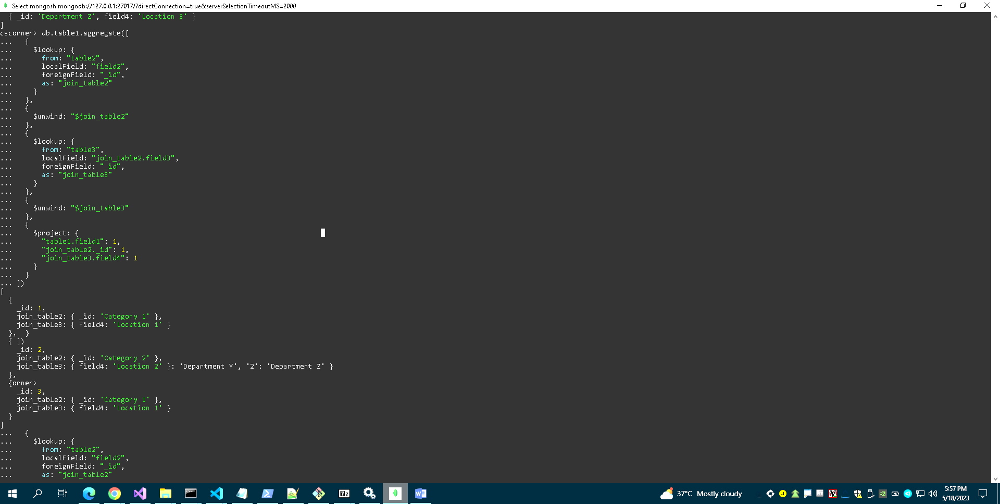 Select mongosh mongodb://127.0.0.1:27017/?directConnection=true&serverSelectionTimeoutMS=2000
  { _id: 'Department Z', field4: 'Location 3' }
]
cscorner> db.table1.aggregate([
...   {
...     $lookup: {
...       from: "table2",
...       localField: "field2",
...       foreignField: "_id",
...       as: "join_table2"
...     }
...   },
...   {
...     $unwind: "$join_table2"
...   },
...   {
...     $lookup: {
...       from: "table3",
...       localField: "join_table2.field3",
...       foreignField: "_id",
...       as: "join_table3"
...     }
...   },
...   {
...     $unwind: "$join_table3"
...   },
...   {
...     $project: {
...       "table1.field1": 1,
...       "join_table2._id": 1,
...       "join_table3.field4": 1
...     }
...   }
... ])
[
  {
    _id: 1,
    join_table2: { _id: 'Category 1' },
    join_table3: { field4: 'Location 1' }
  },  }
  { ])
    _id: 2,
    join_table2: { _id: 'Category 2' },
    join_table3: { field4: 'Location 2' }: 'Department Y', '2': 'Department Z' }
  },
  {orner>
    _id: 3,
    join_table2: { _id: 'Category 1' },
    join_table3: { field4: 'Location 1' }
  }
]
...   {
...     $lookup: {
...       from: "table2",
...       localField: "field2",
...       foreignField: "_id",
...       as: "join_table2"
37°C Mostly cloudy
5:57 PM
5/18/2023